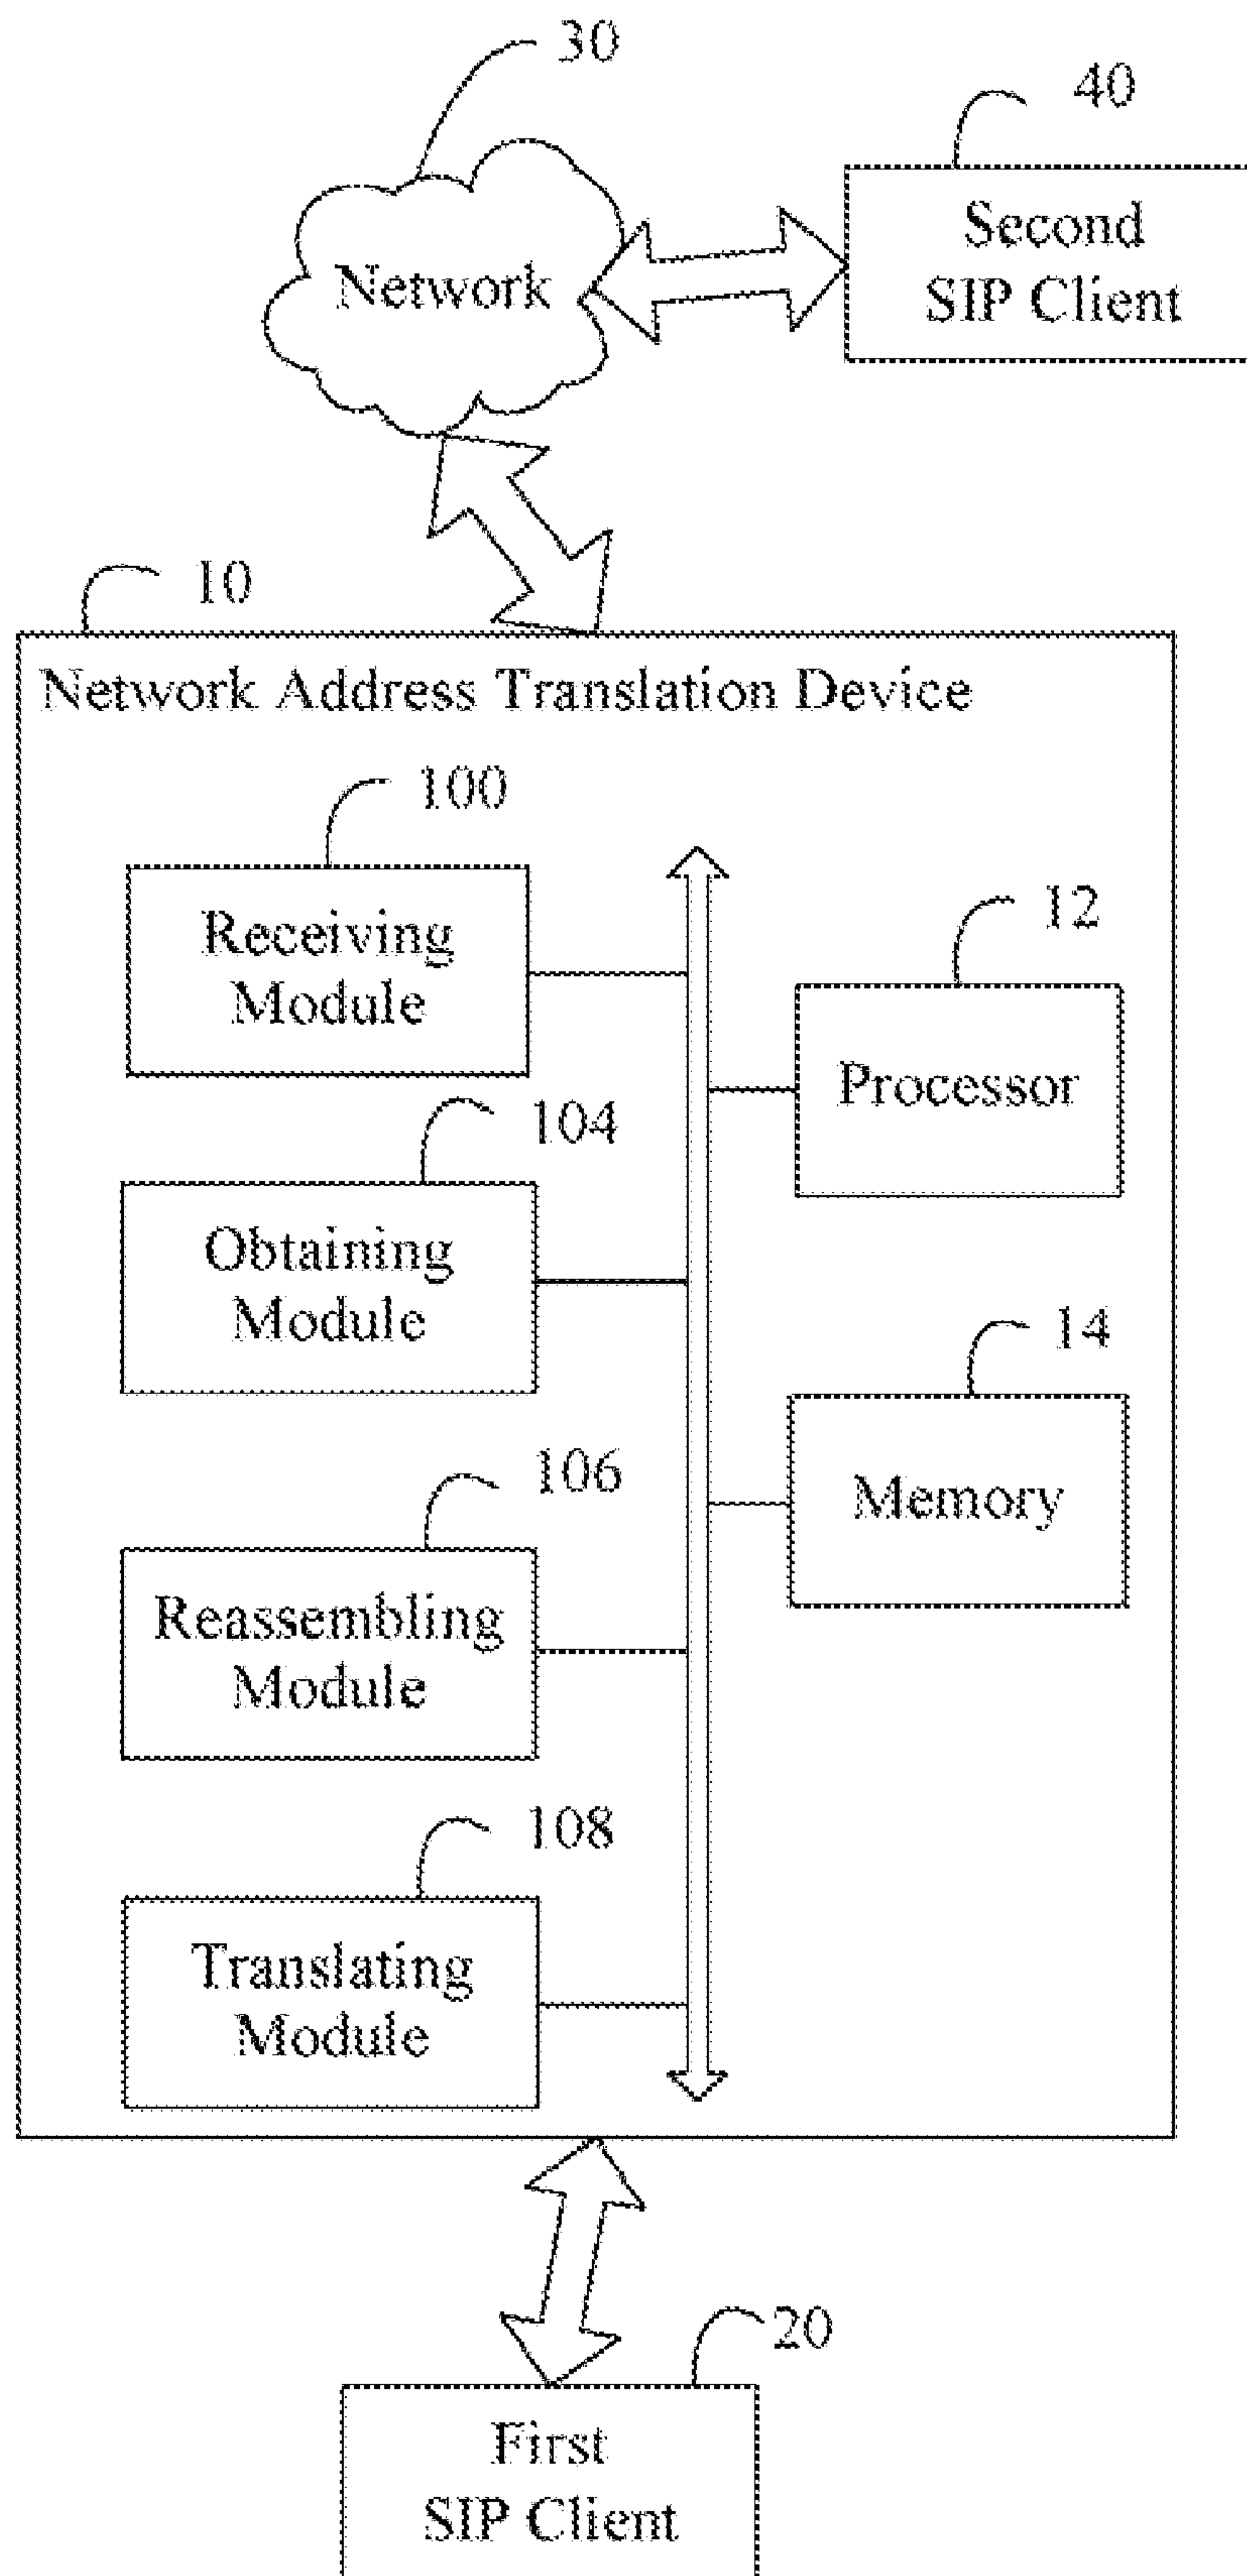 30
40
Second
SIP Client
Network
10
Network Address Translation Device
100
Receiving
Module
12
Processor
104
Obtaining
Module
14
Memory
106
Reassembling
Module
108
Translating
Module
20
First
SIP Client